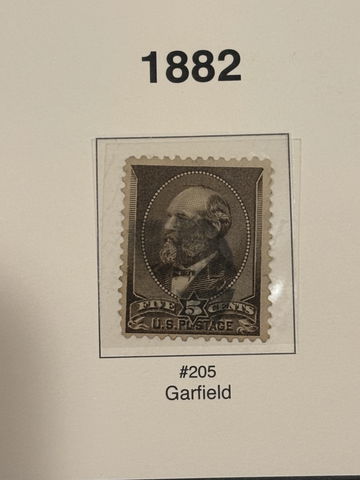 1882
FIVE 5 CENTS
U.S. POSTAGE
#205
Garfield